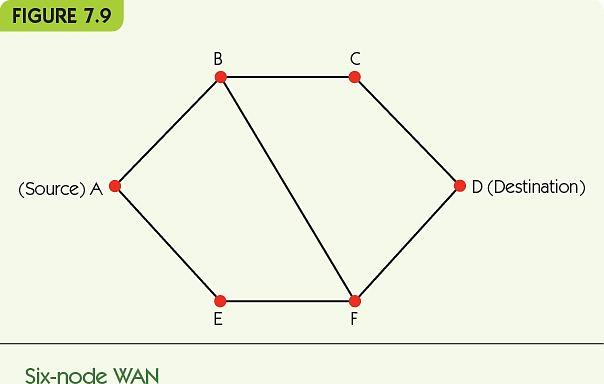 FIGURE 7.9
B C
(Source) A D (Destination)
E F
Six-node WAN